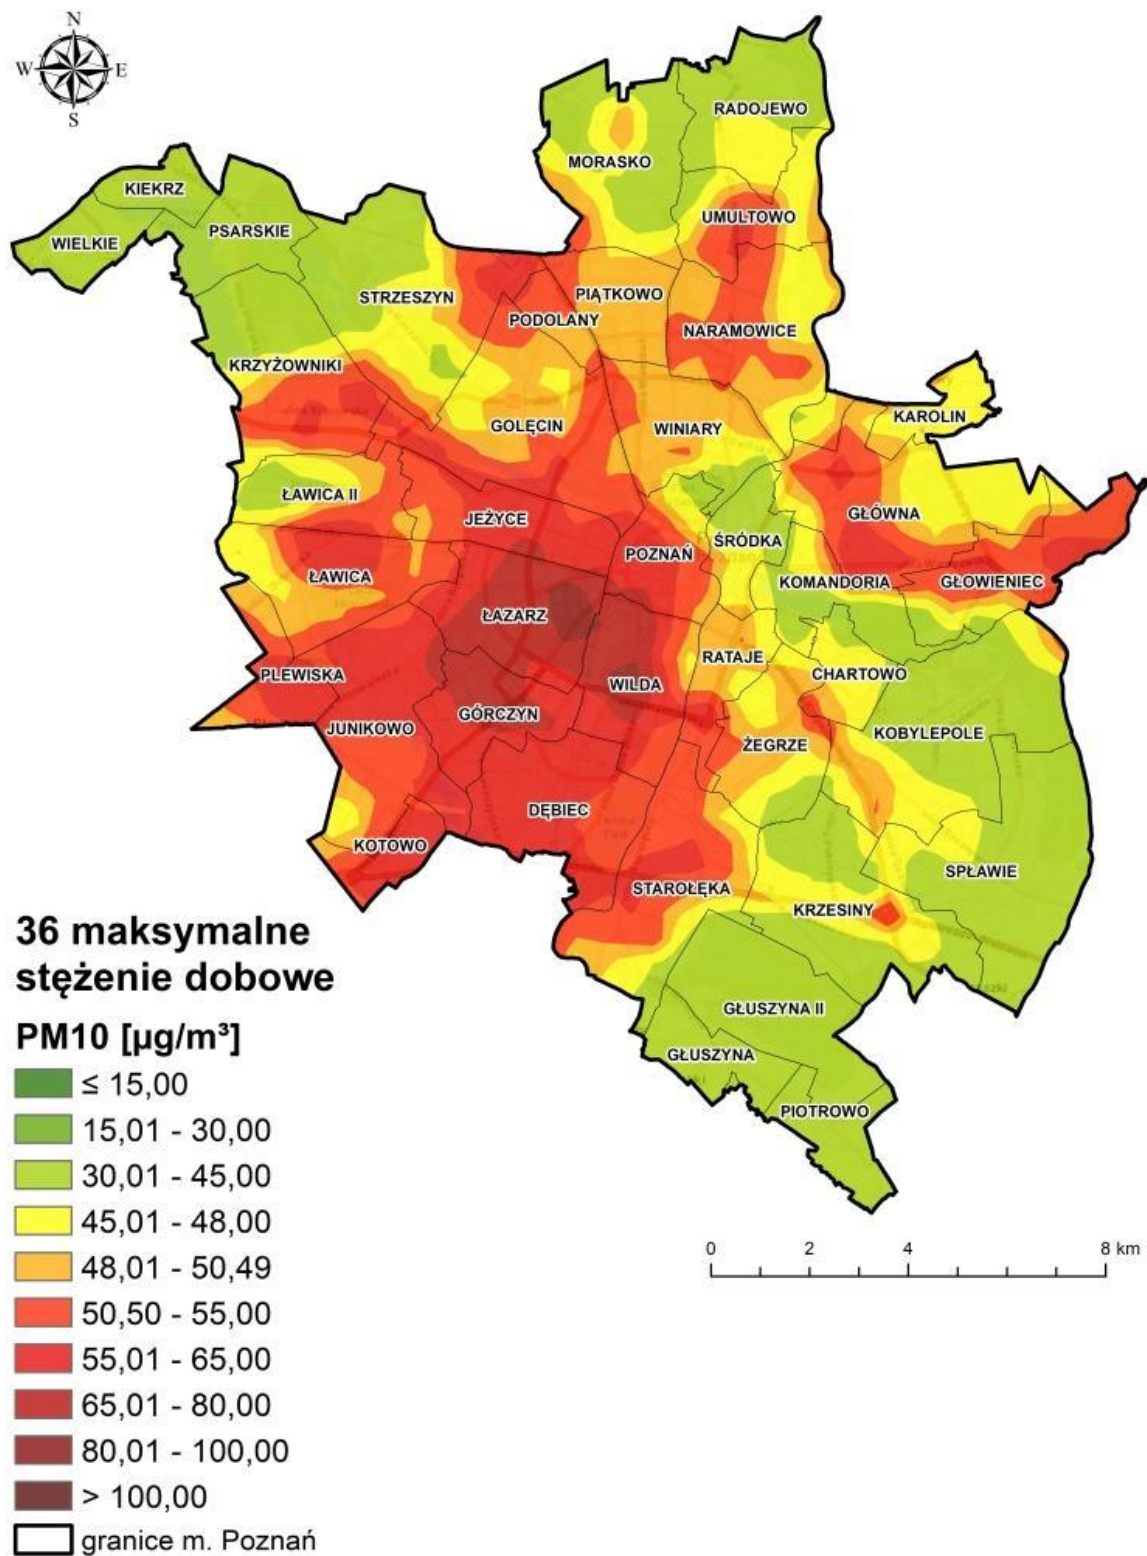 N
W E
S
RADOJEWO
MORASKO
KIEKRZ
UMULTOWO
PSARSKIE
WIELKIE
PIĄTKOWO
STRZESZYN
PODOLANY
NARAMOWICE
KRZYŻOWNIKI
KAROLIN
GOLĘCIN
WINIARY
ŁAWICA II
GŁÓWNA
JEŻYCE
ŚRÓDKA
POZNAŃ
ŁAWICA
KOMANDORIA
GŁOWIENIEC
ŁAZARZ
RATAJE
PLEWISKA
CHARTOWO
WILDA
GÓRCZYN
JUNIKOWO
KOBYLEPOLE
ŻEGRZE
DĘBIEC
KOTOWO
SPŁAWIE
STAROŁĘKA
KRZESINY
GŁUSZYNA II
GŁUSZYNA
PIOTROWO
36 maksymalne
stężenie dobowe
PM10 [µg/m³]
≤ 15,00
15,01 - 30,00
30,01 - 45,00
45,01 - 48,00
48,01 - 50,49
50,50 - 55,00
55,01 - 65,00
65,01 - 80,00
80,01 - 100,00
> 100,00
granice m. Poznań
0 2 4 8 km